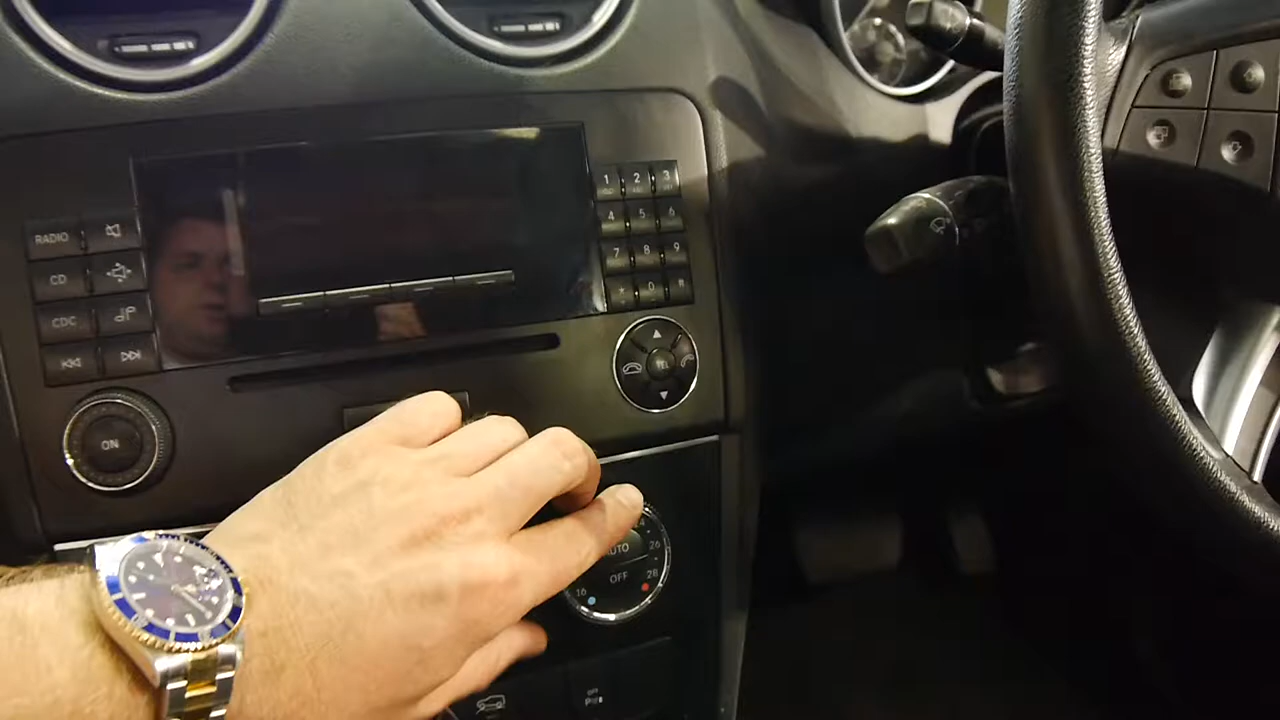 RADIO
CD
CDC
ON
1 2 3
4 5 6
7 8 9
* 0 #
TEL
AUTO 26
OFF 28
16
OFF